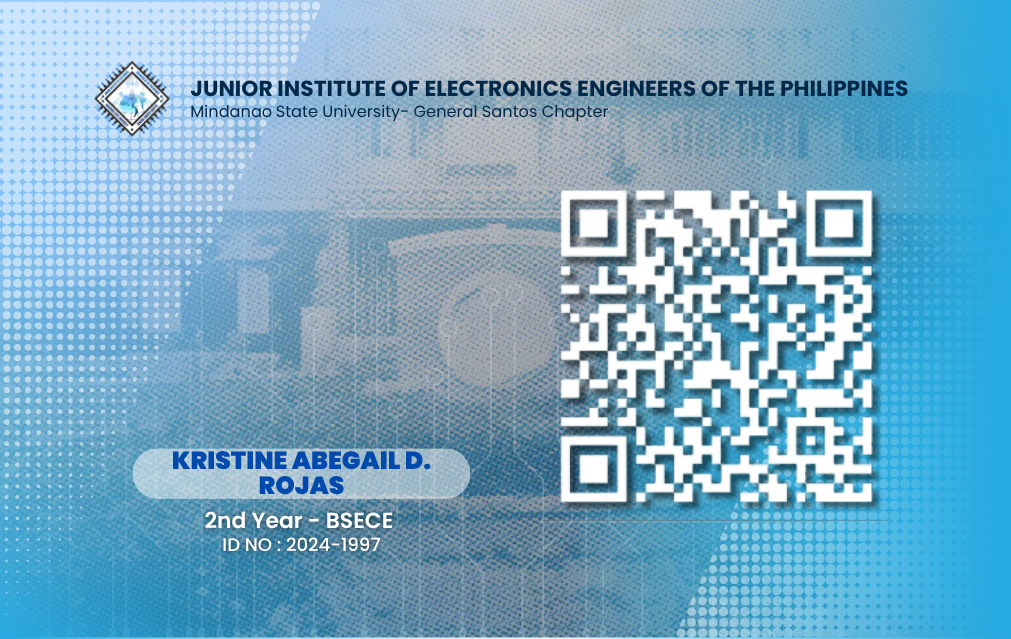 JUNIOR INSTITUTE OF ELECTRONICS ENGINEERS OF THE PHILIPPINES
Mindanao State University- General Santos Chapter
KRISTINE ABEGAIL D.
ROJAS
2nd Year - BSECE
ID NO : 2024-1997